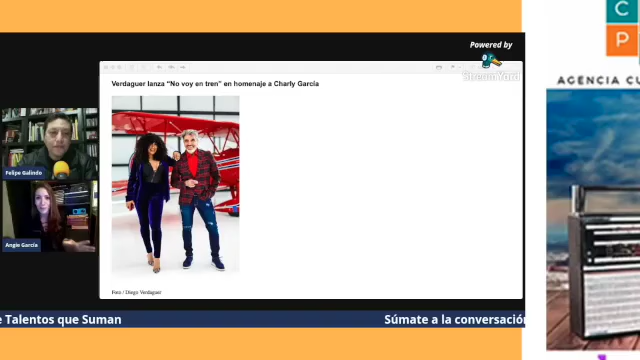 Powered by
StreamYard
Verdaguer lanza "No voy en tren" en homenaje a Charly García
Felipe Galindo
Angie García
Foto / Diego Verdaguer
e Talentos que Suman
Súmate a la conversación
C
P
AGENCIA CU